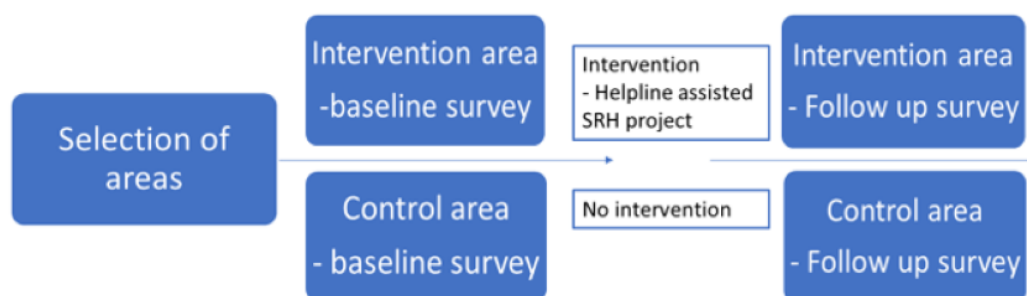 Selection of
areas
Intervention area
-baseline survey
Control area
- baseline survey
Intervention
- Helpline assisted
SRH project
No intervention
Intervention area
- Follow up survey
Control area
- Follow up survey